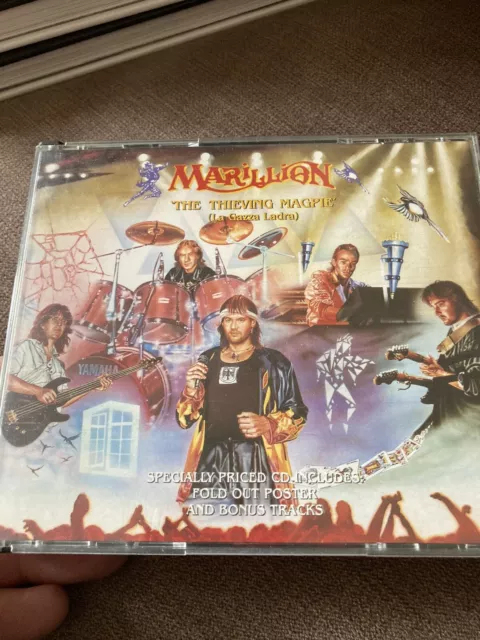 MARILLION
'THE THIEVING MAGPIE'
(La Gazza Ladra)
YAMAHA
SPECIALLY PRICED CD INCLUDES:
FOLD OUT POSTER
AND BONUS TRACKS